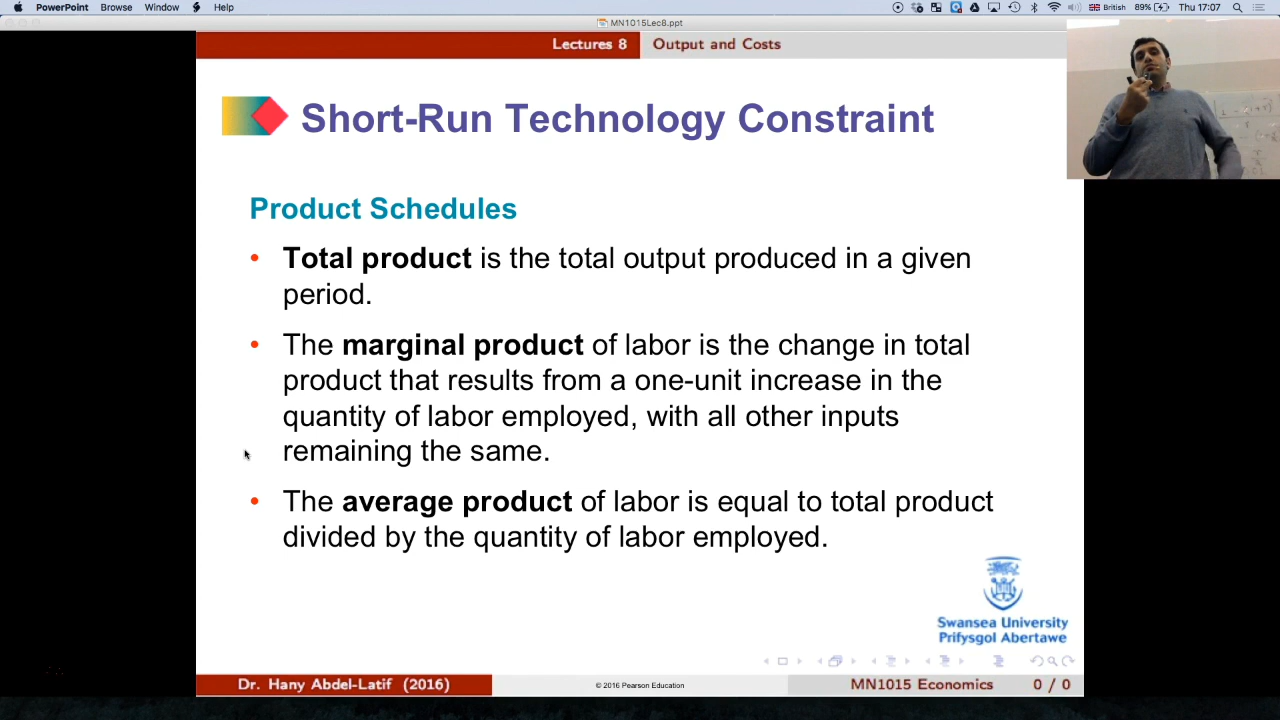 PowerPoint Browse Window Help
British 89% Thu 17:07
MN1015Lec8.ppt
Lectures 8 Output and Costs
Short-Run Technology Constraint
Product Schedules
• Total product is the total output produced in a given
period.
• The marginal product of labor is the change in total
product that results from a one-unit increase in the
quantity of labor employed, with all other inputs
remaining the same.
• The average product of labor is equal to total product
divided by the quantity of labor employed.
Swansea University
Prifysgol Abertawe
Dr. Hany Abdel-Latif (2016) © 2016 Pearson Education MN1015 Economics 0 / 0